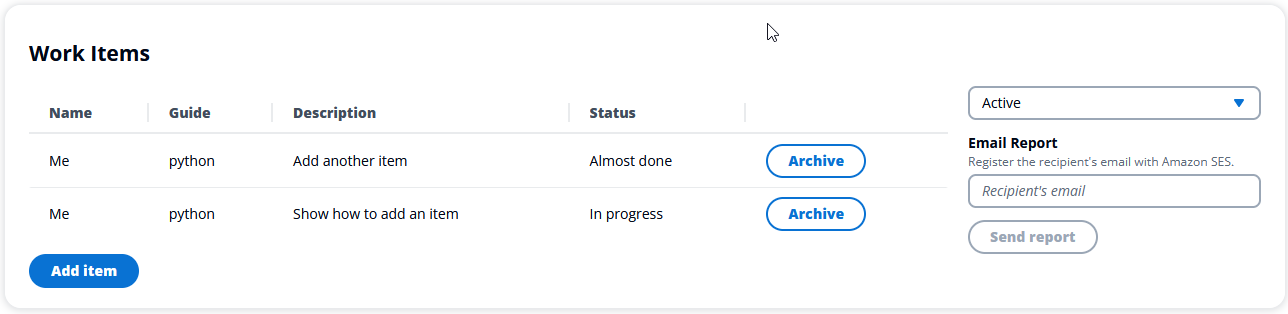 Work Items
Name Guide Description Status
Me python Add another item Almost done Archive
Me python Show how to add an item In progress Archive
Add item
Active
Email Report
Register the recipient's email with Amazon SES.
Recipient's email
Send report